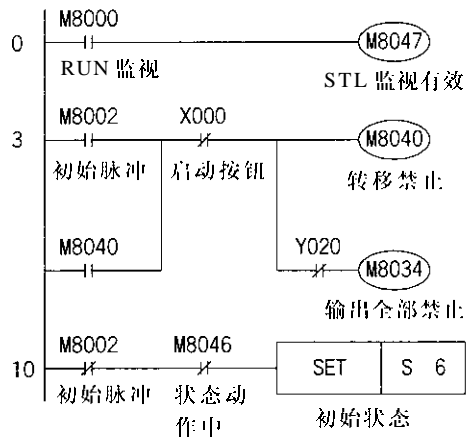 M8000
0
M8047
RUN 监视
STL 监视有效
M8002
X000
3
M8040
初始脉冲
启动按钮
转移禁止
M8040
Y020
M8034
输出全部禁止
M8002
M8046
10
SET
S 6
初始脉冲
状态动
作中
初始状态